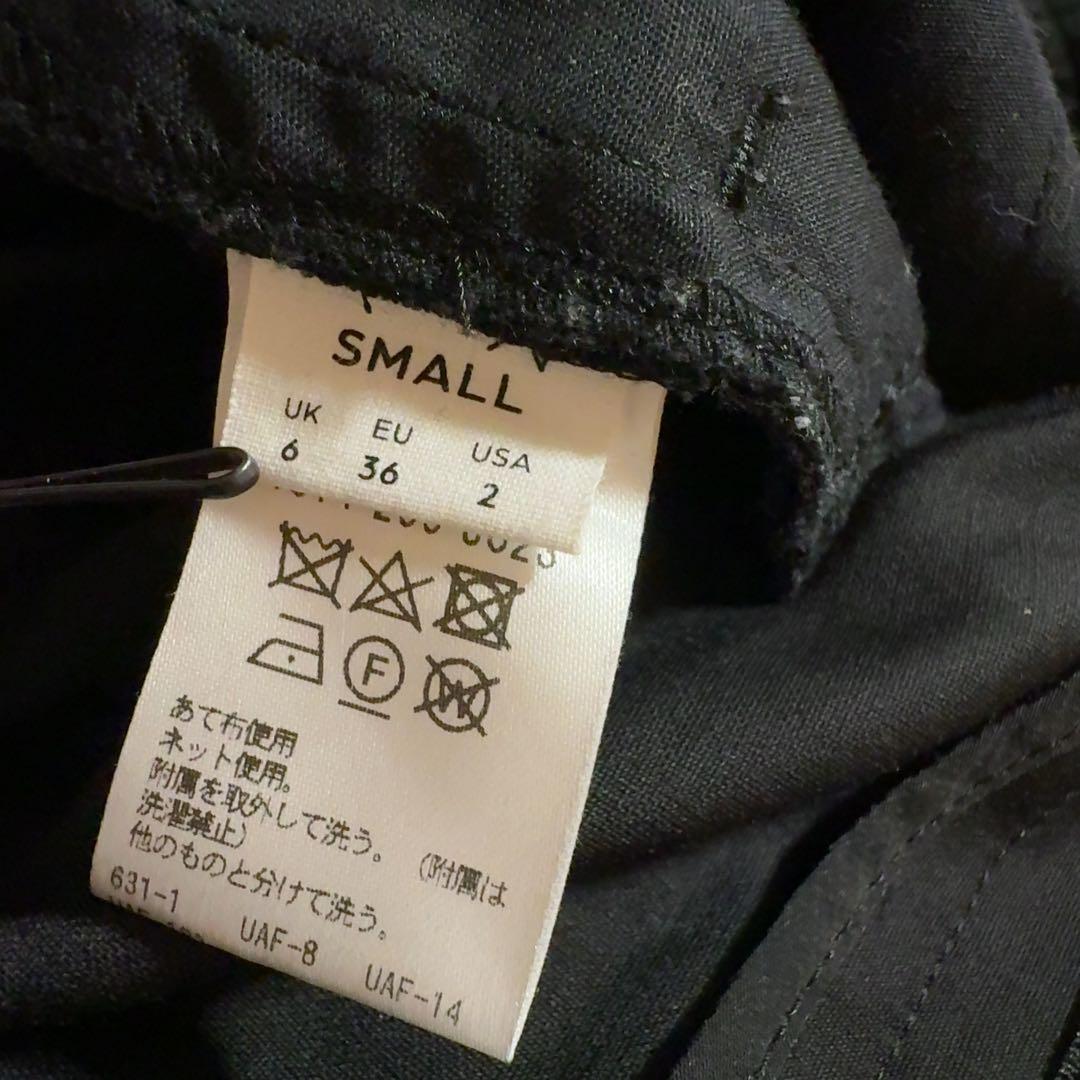 SMALL
UK EU USA
6 36 2
F
W
あて布使用
ネット使用。
附属を取外して洗う。（附属は
洗濯禁止）
他のものと分けて洗う。
631-1
UAF-8 UAF-14